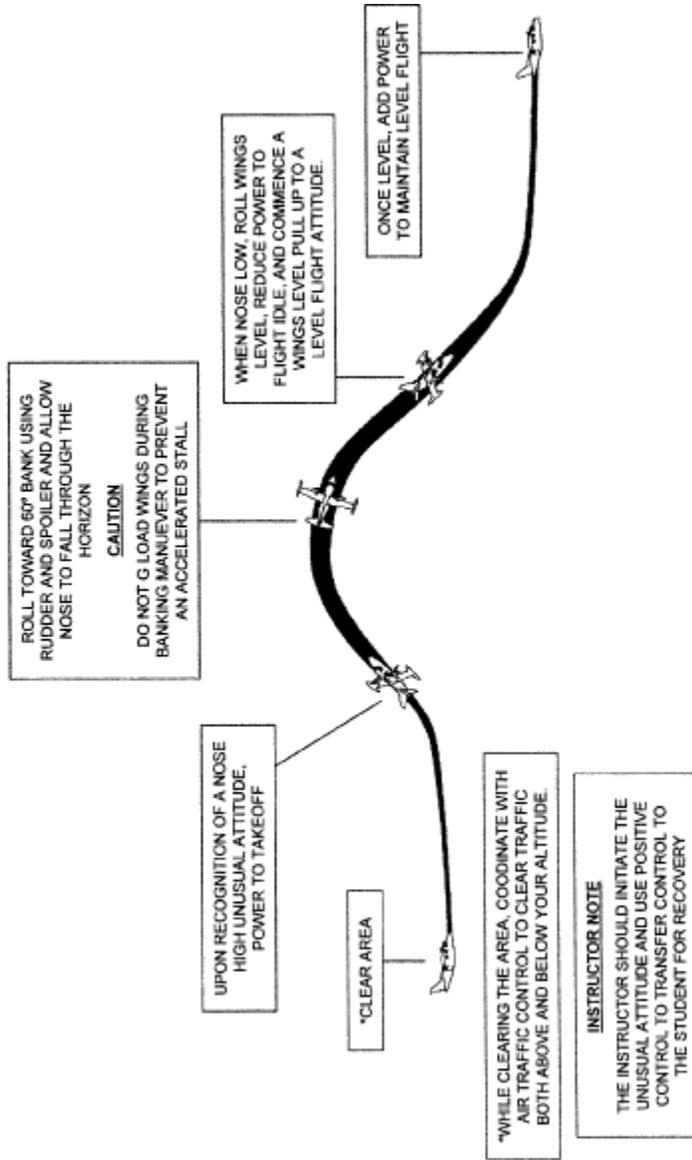 *CLEAR AREA
UPON RECOGNITION OF A NOSE
HIGH UNUSUAL ATTITUDE,
POWER TO TAKEOFF
ROLL TOWARD 60° BANK USING
RUDDER AND SPOILER AND ALLOW
NOSE TO FALL THROUGH THE
HORIZON
CAUTION
DO NOT G LOAD WINGS DURING
BANKING MANUEVER TO PREVENT
AN ACCELERATED STALL
WHEN NOSE LOW, ROLL WINGS
LEVEL, REDUCE POWER TO
FLIGHT IDLE, AND COMMENCE A
WINGS LEVEL PULL UP TO A
LEVEL FLIGHT ATTITUDE.
ONCE LEVEL, ADD POWER
TO MAINTAIN LEVEL FLIGHT
*WHILE CLEARING THE AREA, COODINATE WITH
AIR TRAFFIC CONTROL TO CLEAR TRAFFIC
BOTH ABOVE AND BELOW YOUR ALTITUDE.
INSTRUCTOR NOTE
THE INSTRUCTOR SHOULD INITIATE THE
UNUSUAL ATTITUDE AND USE POSITIVE
CONTROL TO TRANSFER CONTROL TO
THE STUDENT FOR RECOVERY